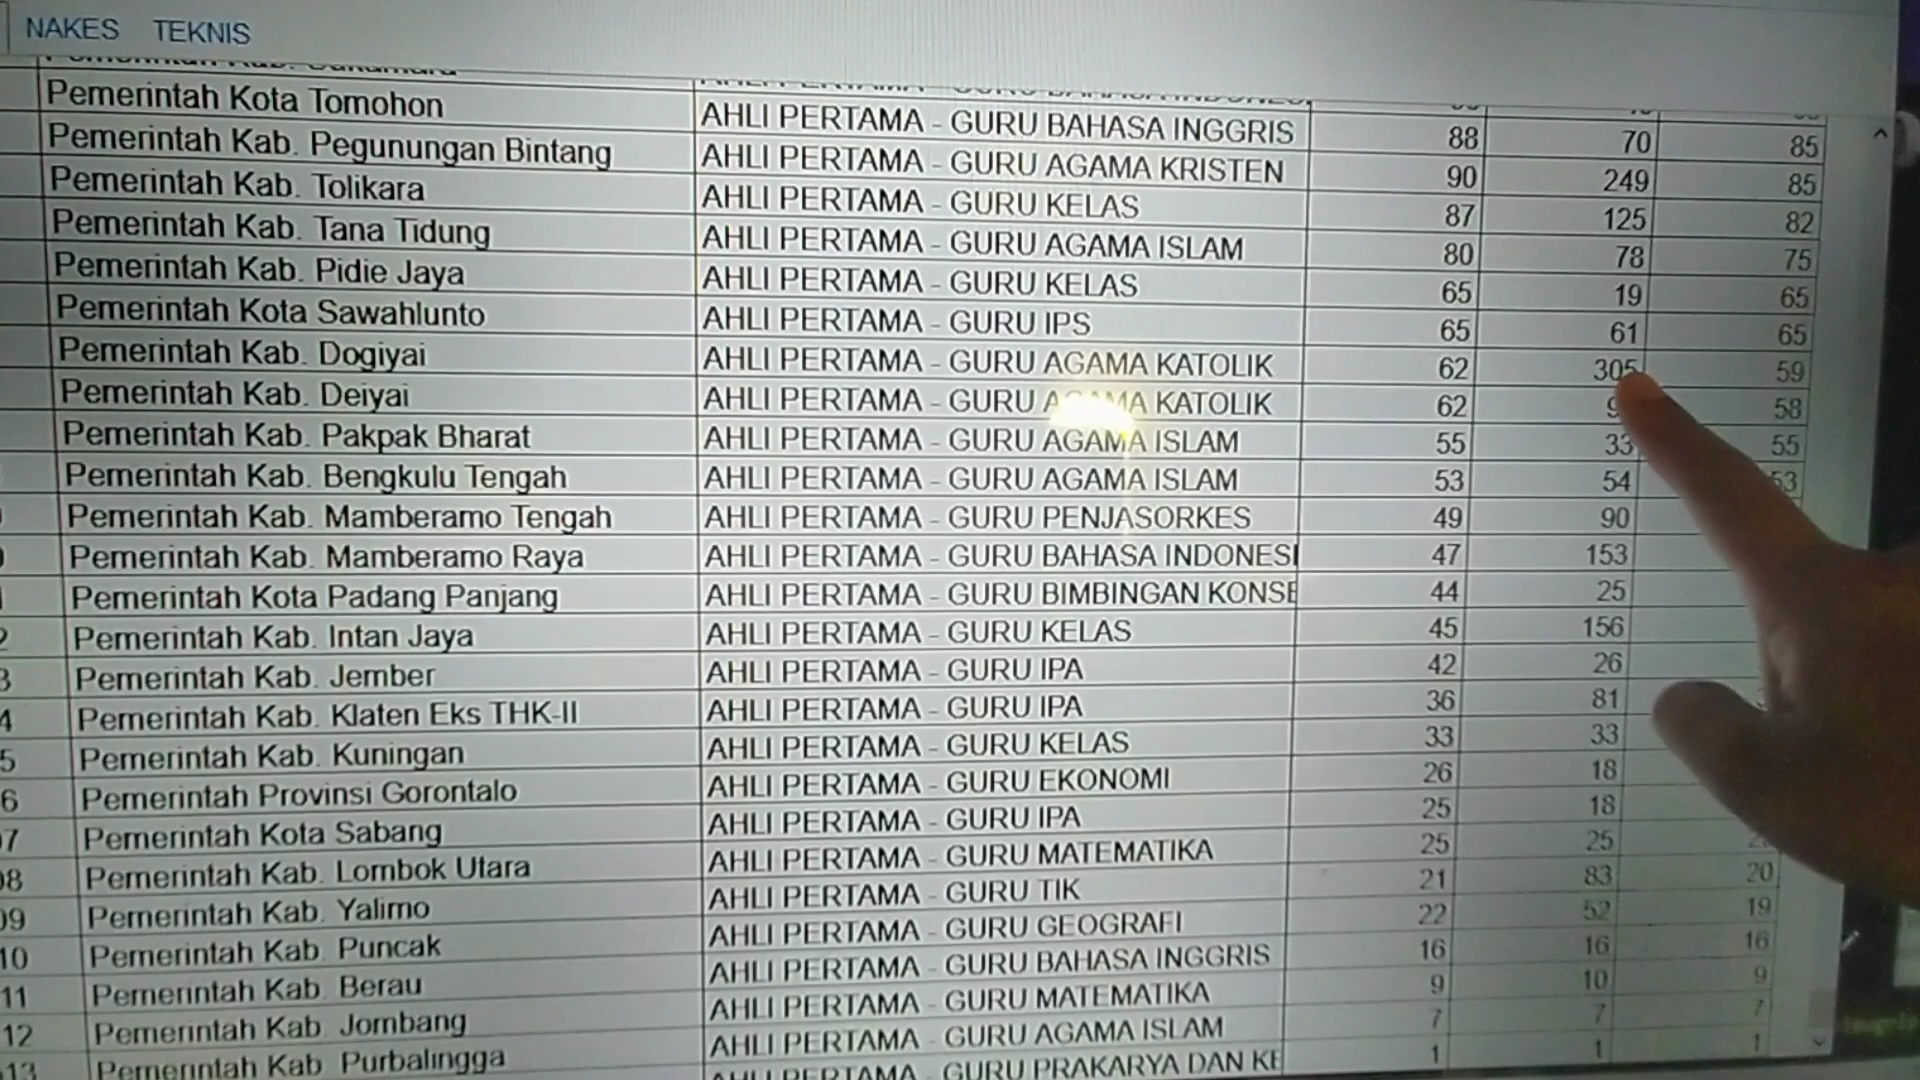 NAKES TEKNIS
Pemerintah Kota Tomohon AHLI PERTAMA - GURU BAHASA INGGRIS 88 70 85
Pemerintah Kab. Pegunungan Bintang AHLI PERTAMA - GURU AGAMA KRISTEN 90 249 85
Pemerintah Kab. Tolikara AHLI PERTAMA - GURU KELAS 87 125 82
Pemerintah Kab. Tana Tidung AHLI PERTAMA - GURU AGAMA ISLAM 80 78 75
Pemerintah Kab. Pidie Jaya AHLI PERTAMA - GURU KELAS 65 19 65
Pemerintah Kota Sawahlunto AHLI PERTAMA - GURU IPS 65 61 65
Pemerintah Kab. Dogiyai AHLI PERTAMA - GURU AGAMA KATOLIK 62 305 59
Pemerintah Kab. Deiyai AHLI PERTAMA - GURU AGAMA KATOLIK 62 58
Pemerintah Kab. Pakpak Bharat AHLI PERTAMA - GURU AGAMA ISLAM 55 33 55
Pemerintah Kab. Bengkulu Tengah AHLI PERTAMA - GURU AGAMA ISLAM 53 54 53
Pemerintah Kab. Mamberamo Tengah AHLI PERTAMA - GURU PENJASORKES 49 90
Pemerintah Kab. Mamberamo Raya AHLI PERTAMA - GURU BAHASA INDONESI 47 153
Pemerintah Kota Padang Panjang AHLI PERTAMA - GURU BIMBINGAN KONSE 44 25
2 Pemerintah Kab. Intan Jaya AHLI PERTAMA - GURU KELAS 45 156
3 Pemerintah Kab. Jember AHLI PERTAMA - GURU IPA 42 26
4 Pemerintah Kab. Klaten Eks THK-II AHLI PERTAMA - GURU IPA 36 81
5 Pemerintah Kab. Kuningan AHLI PERTAMA - GURU KELAS 33 33
6 Pemerintah Provinsi Gorontalo AHLI PERTAMA - GURU EKONOMI 26 18
07 Pemerintah Kota Sabang AHLI PERTAMA - GURU IPA 25 18
08 Pemerintah Kab. Lombok Utara AHLI PERTAMA - GURU MATEMATIKA 25 25
09 Pemerintah Kab. Yalimo AHLI PERTAMA - GURU TIK 21 83 20
10 Pemerintah Kab. Puncak AHLI PERTAMA - GURU GEOGRAFI 22 52 19
11 Pemerintah Kab. Berau AHLI PERTAMA - GURU BAHASA INGGRIS 16 16 16
12 Pemerintah Kab. Jombang AHLI PERTAMA - GURU MATEMATIKA 9 10 9
13 Pemerintah Kab. Purbalingga AHLI PERTAMA - GURU AGAMA ISLAM 7 7 7
AHLI PERTAMA - GURU PRAKARYA DAN KE 1 1 1